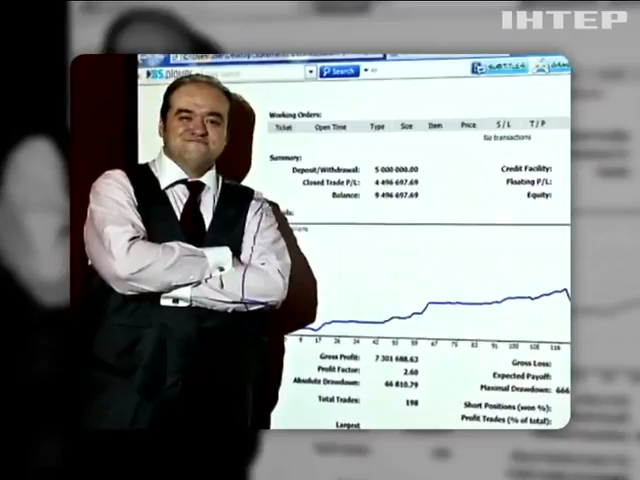 ІНТЕР
Search
Working Orders:
Ticket Open Time Type Size Item Price S / L T / P
No transactions
Summary:
Deposit/Withdrawal: 5 000 000.00 Credit Facility:
Closed Trade P/L: 4 496 697.69 Floating P/L:
Balance: 9 496 697.69 Equity:
Gross Profit: 7 301 688.63 Gross Loss:
Profit Factor: 2.60 Expected Payoff:
Absolute Drawdown: 66 810.79 Maximal Drawdown: 666
Total Trades: 198 Short Positions (won %):
Profit Trades (% of total):
Largest